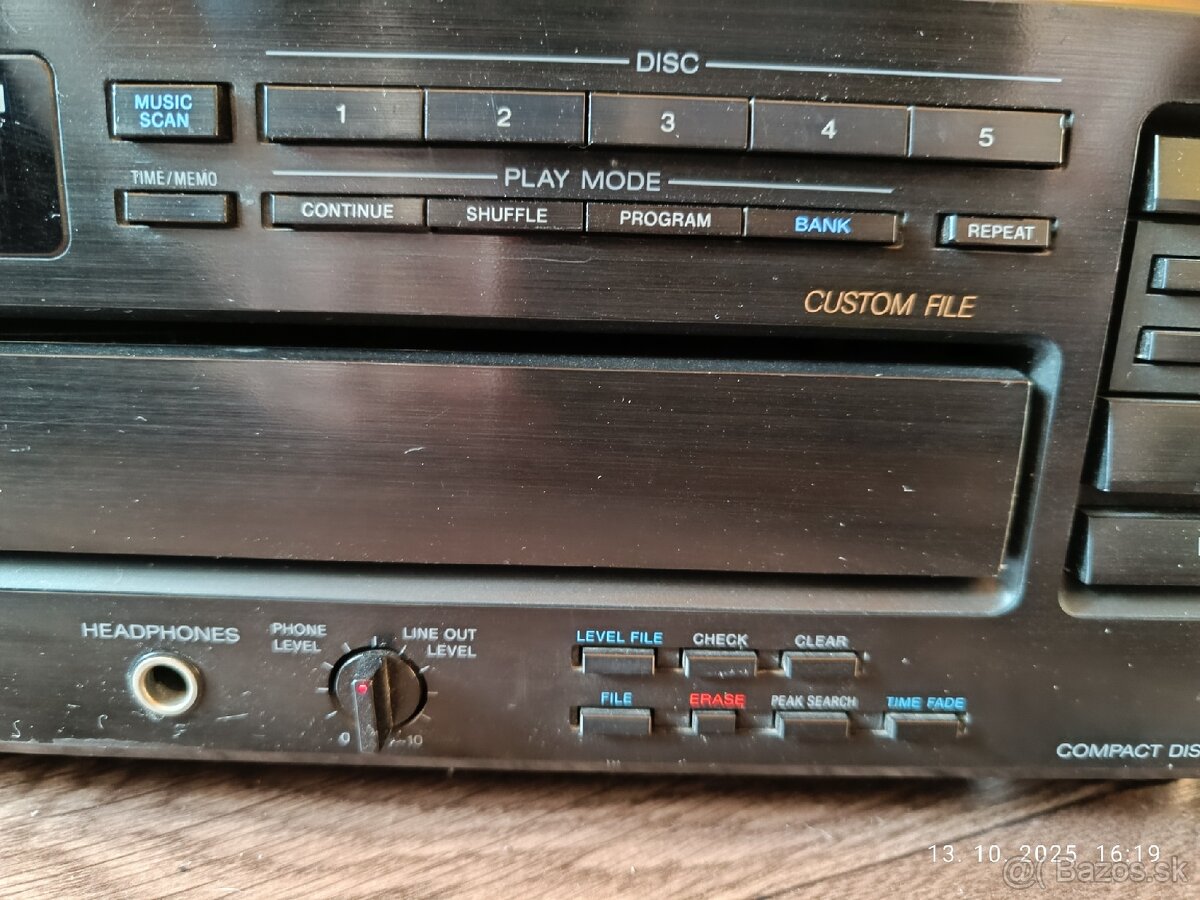 DISC
MUSIC
SCAN
1 2 3 4 5
TIME/MEMO
PLAY MODE
CONTINUE SHUFFLE PROGRAM BANK REPEAT
CUSTOM FILE
HEADPHONES
PHONE
LEVEL
LINE OUT
LEVEL
0 10
LEVEL FILE CHECK CLEAR
FILE ERASE PEAK SEARCH TIME FADE
COMPACT DIS
13. 10. 2025 16:19
@( Bazos.sk